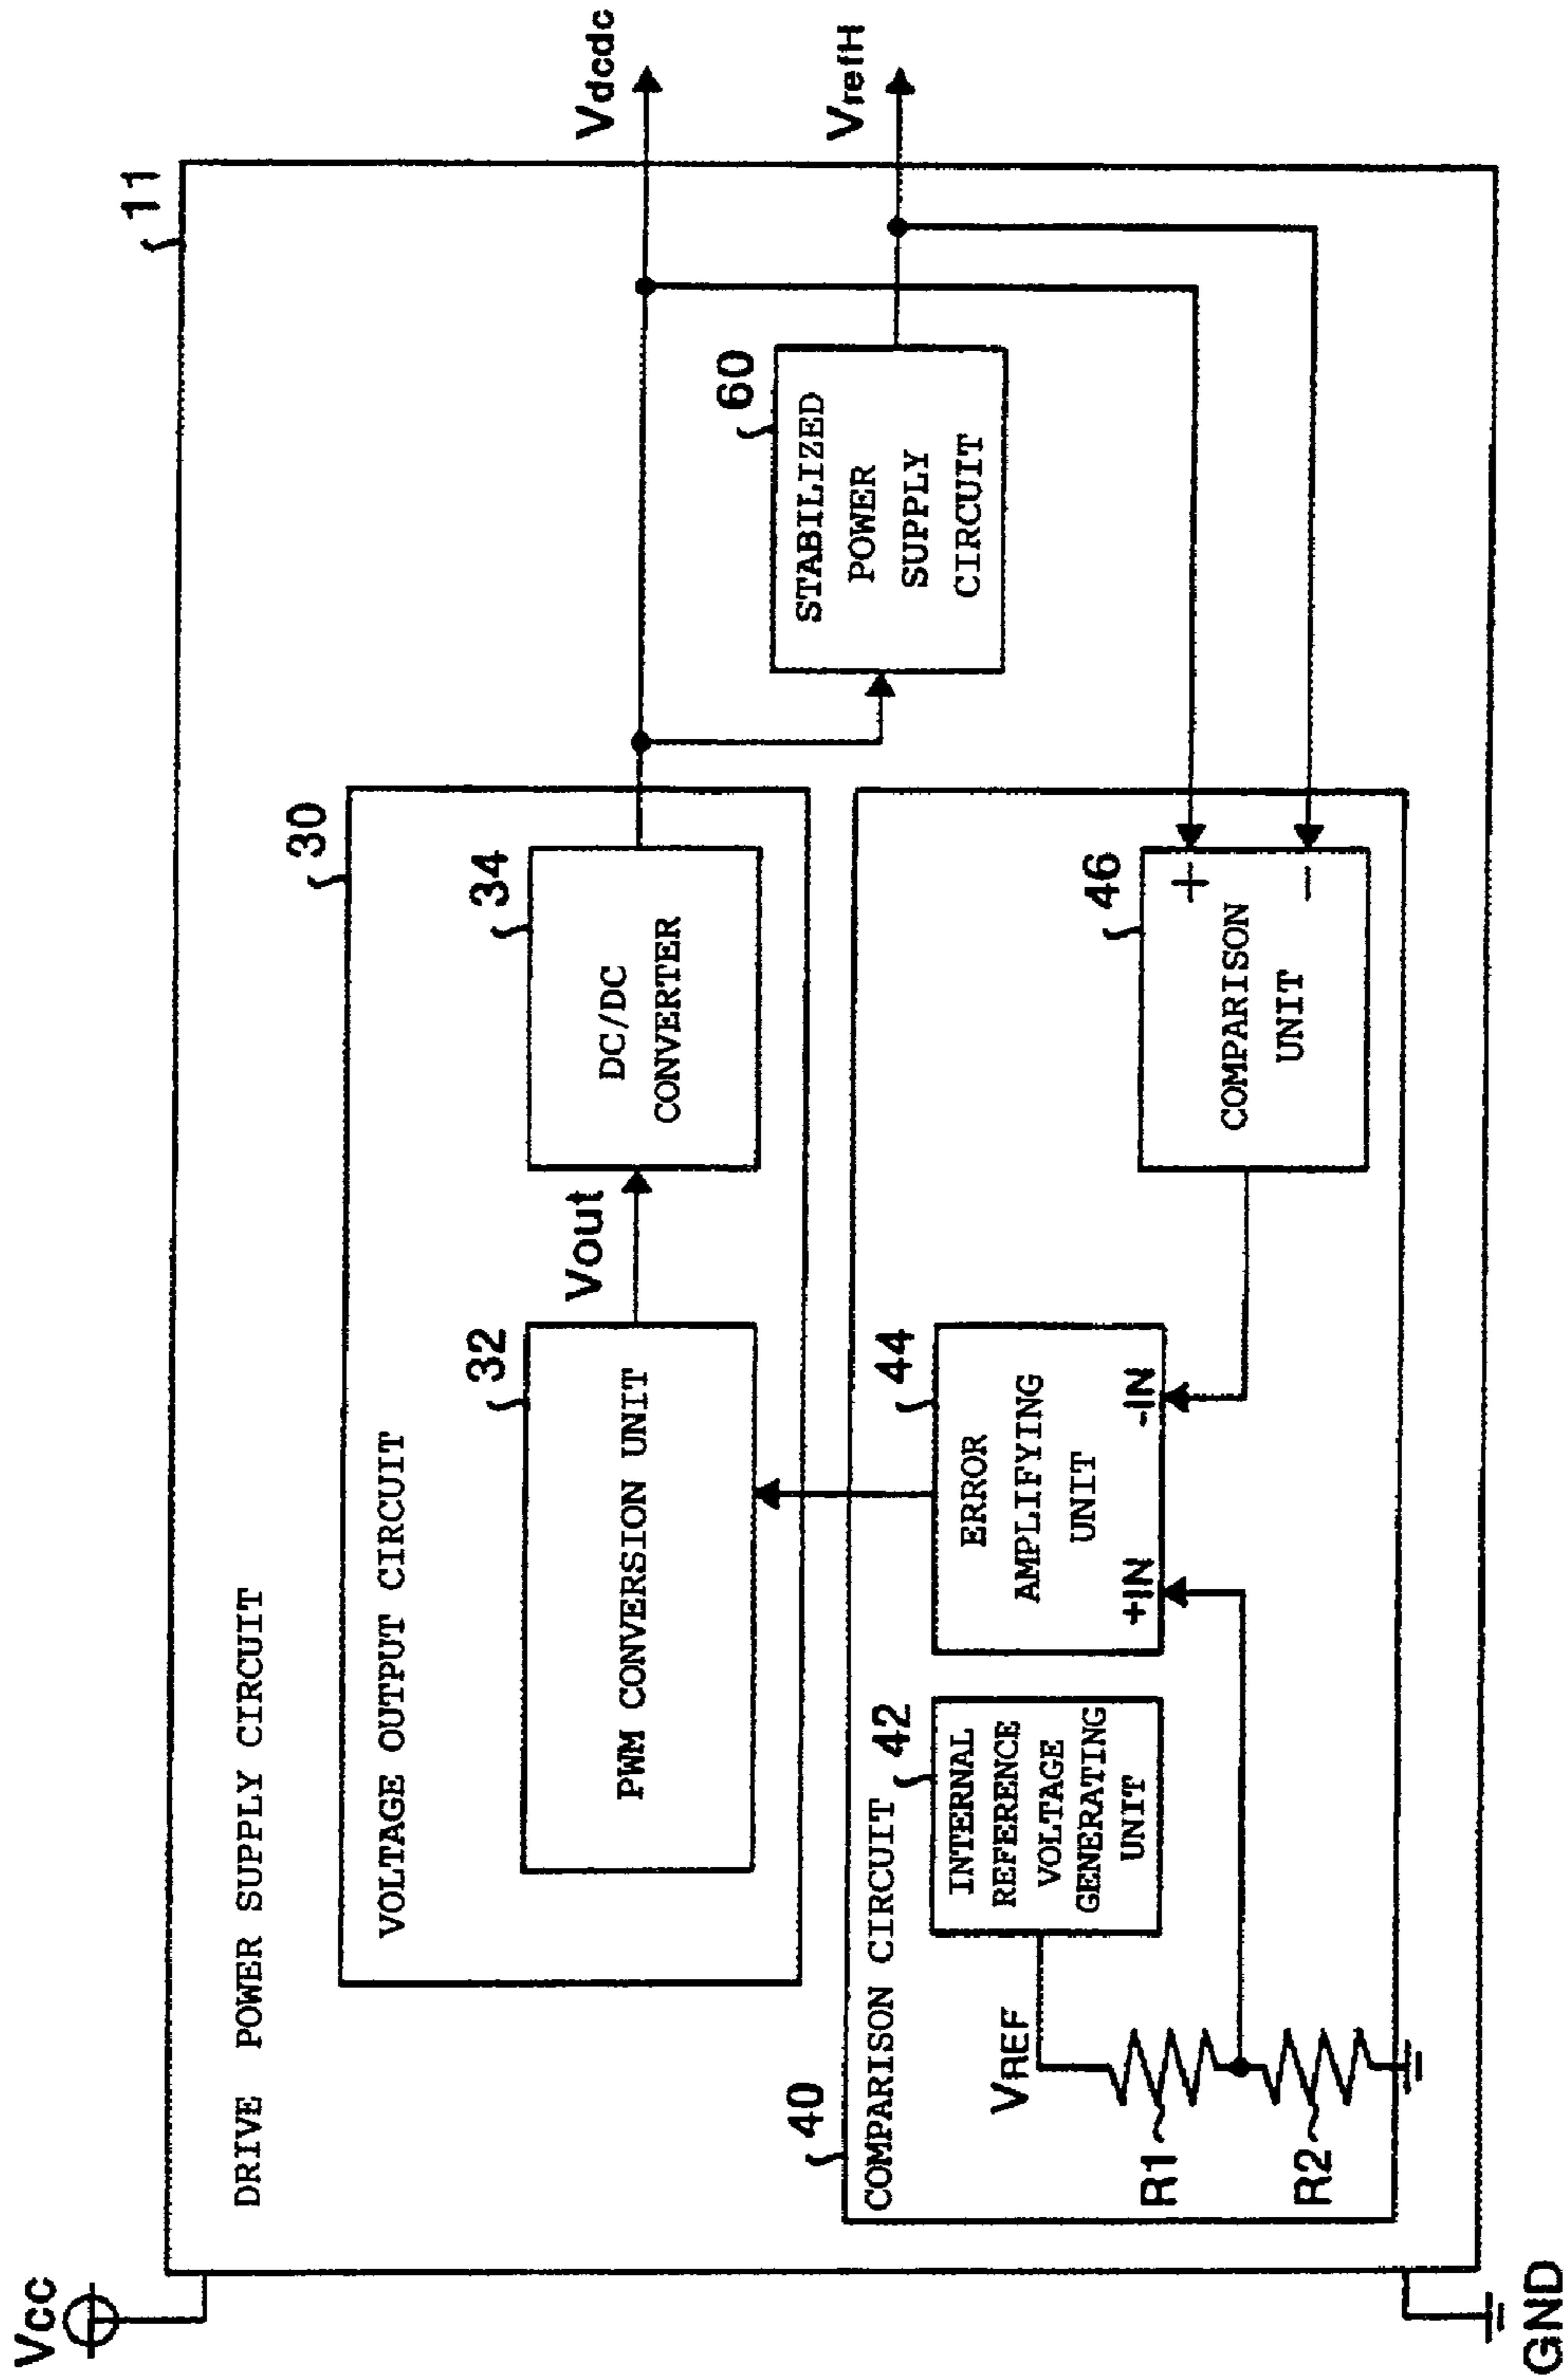 Vcc
DRIVE POWER SUPPLY CIRCUIT
11
VOLTAGE OUTPUT CIRCUIT
30
PWM CONVERSION UNIT
32
Vout
DC/DC
CONVERTER
34
Vdcdc
STABILIZED
POWER
SUPPLY
CIRCUIT
60
VrefH
40
COMPARISON CIRCUIT
INTERNAL
REFERENCE
VOLTAGE
GENERATING
UNIT
42
VREF
R1
R2
ERROR
AMPLIFYING
UNIT
44
+IN
-IN
COMPARISON
UNIT
46
+
−
GND